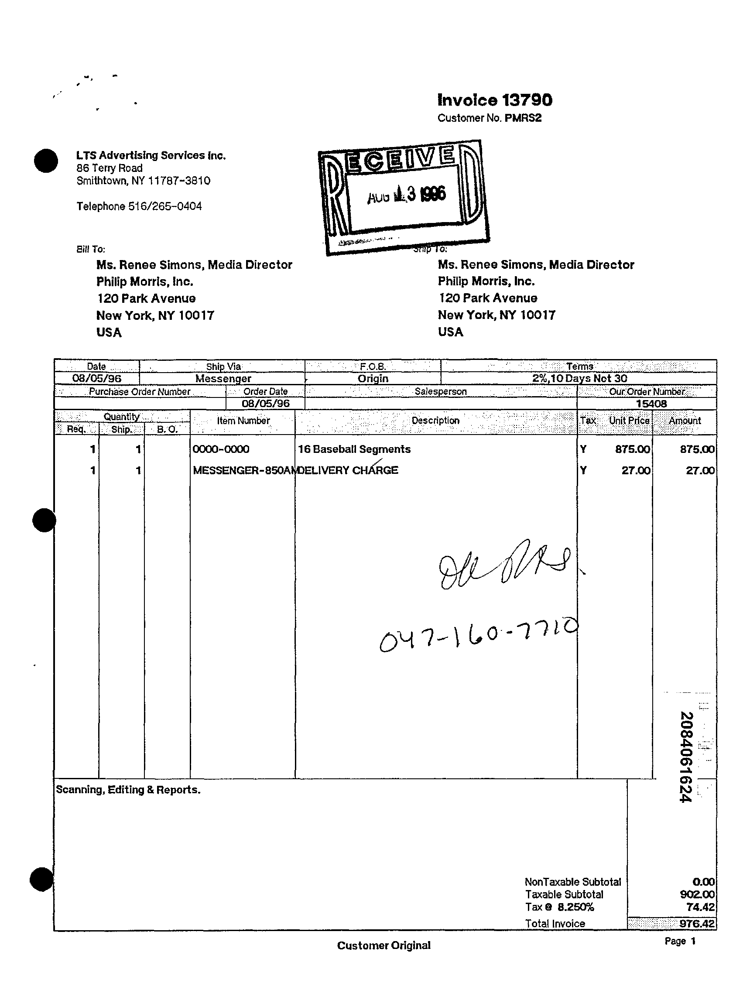 Invoice 13790
Customer No. PMRS2
LTS Advertising Services Inc.
86 Terry Road
Smithtown, NY 11787-3810
Telephone 516/265-0404
RECEIVED
AUG 13 1996
Bill To:
Ms. Renee Simons, Media Director
Philip Morris, Inc.
120 Park Avenue
New York, NY 10017
USA
Ship To:
Ms. Renee Simons, Media Director
Philip Morris, Inc.
120 Park Avenue
New York, NY 10017
USA
Date Ship Via F.O.B. Terms
08/05/96 Messenger Origin 2%,10 Days Net 30
Purchase Order Number Order Date Salesperson Our Order Number
08/05/96 15408
Quantity Item Number Description Tax Unit Price Amount
Req. Ship. B.O.
1 1 0000-0000 16 Baseball Segments Y 875.00 875.00
1 1 MESSENGER-850AM DELIVERY CHARGE Y 27.00 27.00
047-160-7710
2084061624
Scanning, Editing & Reports.
NonTaxable Subtotal 0.00
Taxable Subtotal 902.00
Tax @ 8.250% 74.42
Total Invoice 976.42
Customer Original
Page 1